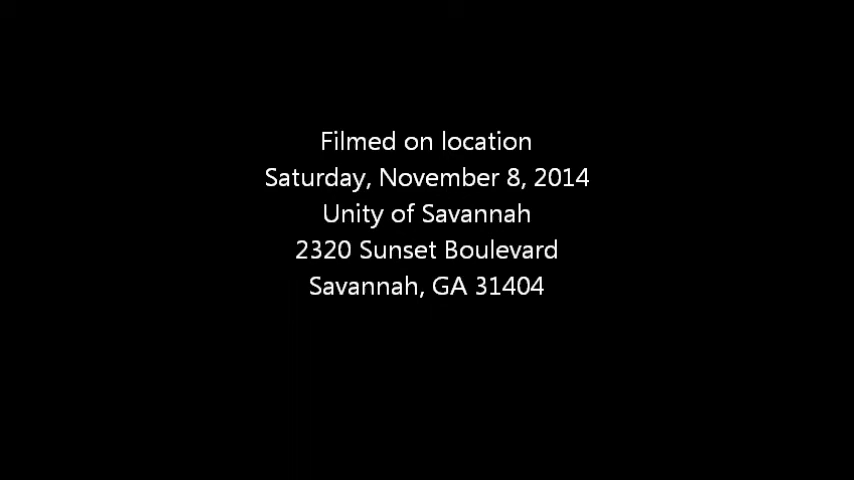 Filmed on location
Saturday, November 8, 2014
Unity of Savannah
2320 Sunset Boulevard
Savannah, GA 31404